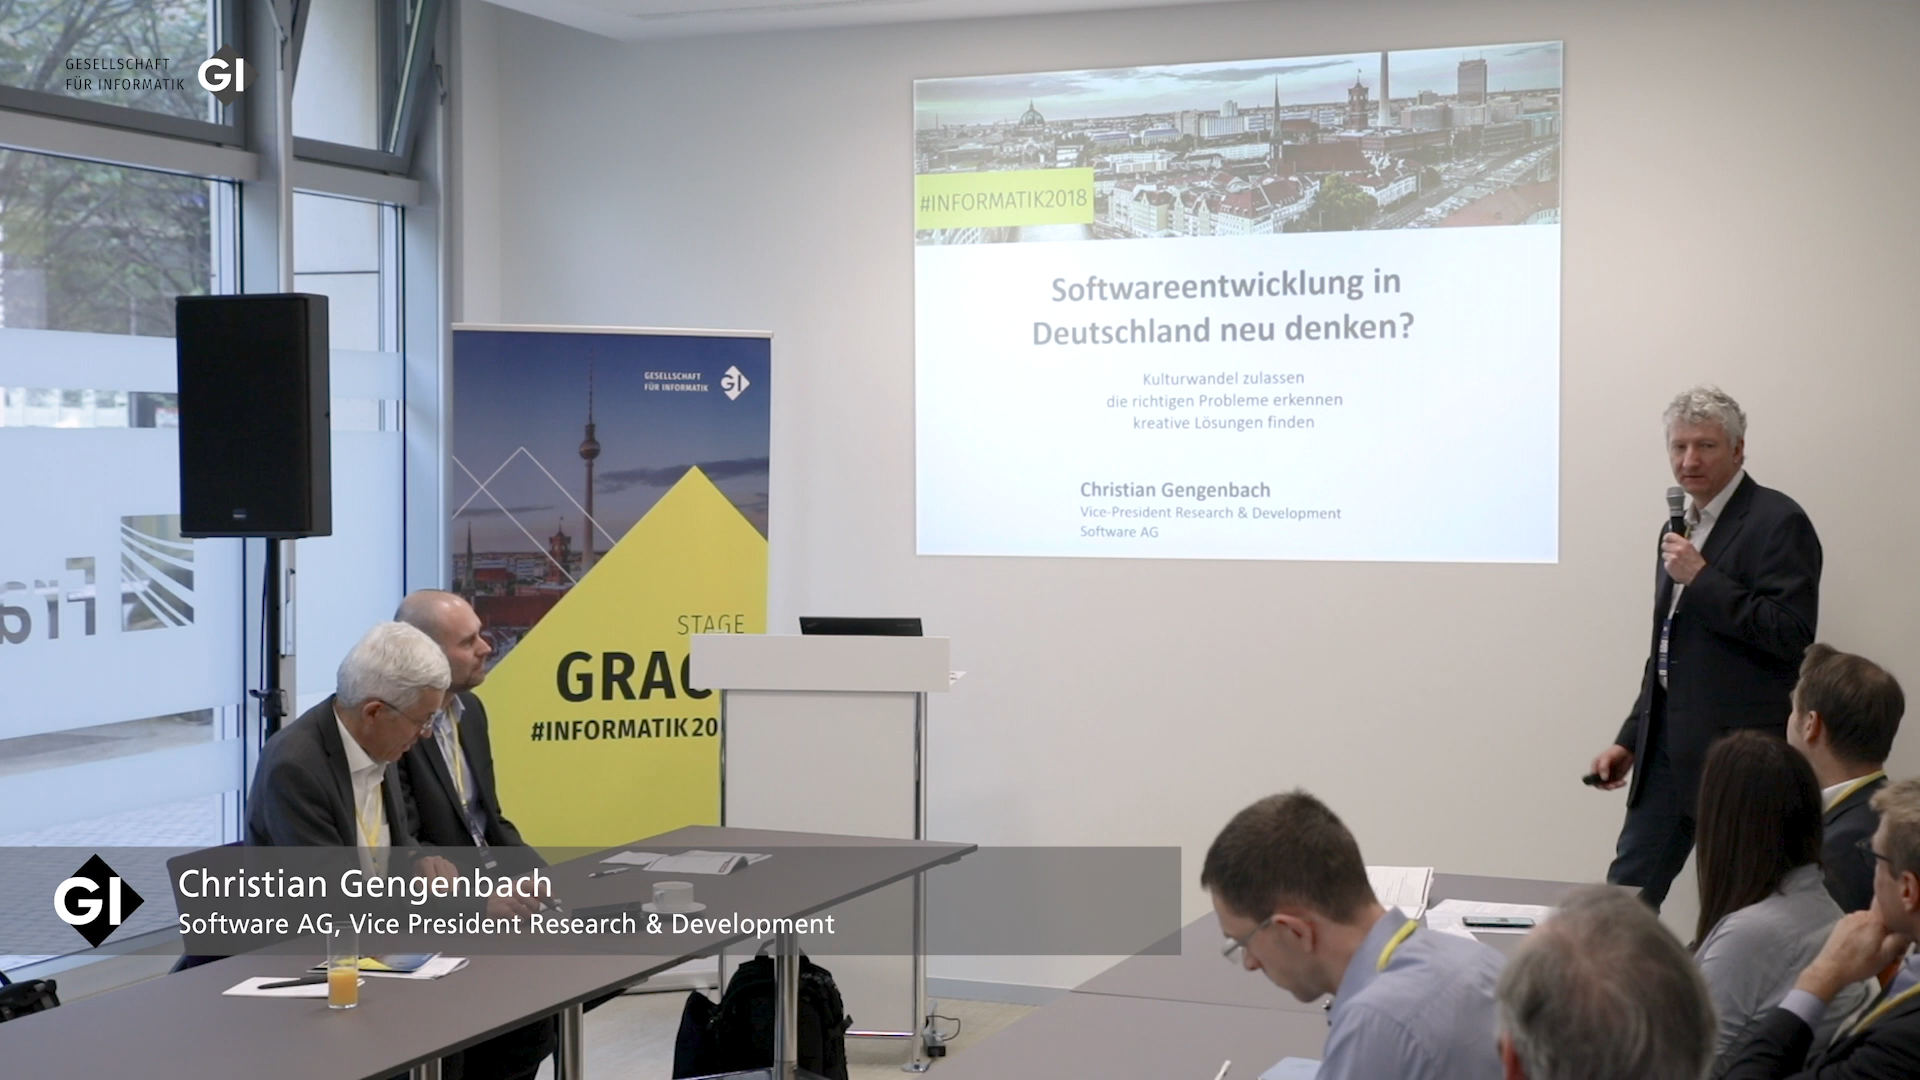 GESELLSCHAFT
FÜR INFORMATIK
GI
#INFORMATIK2018
Softwareentwicklung in
Deutschland neu denken?
Kulturwandel zulassen
die richtigen Probleme erkennen
kreative Lösungen finden
Christian Gengenbach
Vice-President Research & Development
Software AG
GESELLSCHAFT
FÜR INFORMATIK
GI
STAGE
GRAC
#INFORMATIK20
fra
GI
Christian Gengenbach
Software AG, Vice President Research & Development